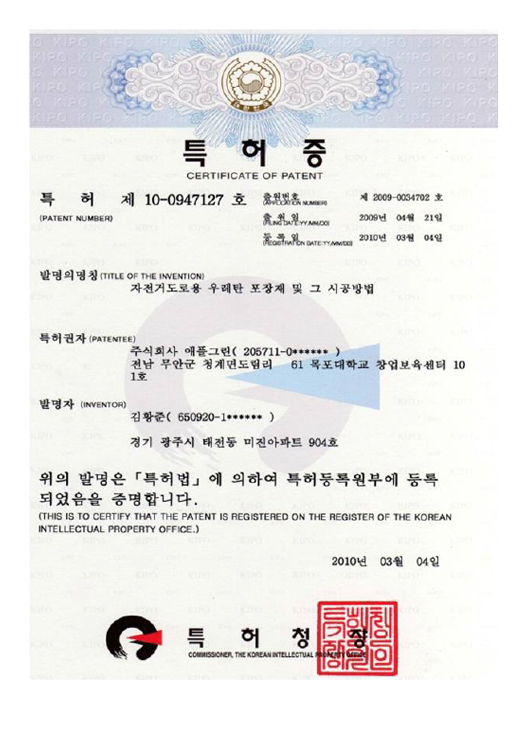 특허증
CERTIFICATE OF PATENT
특 허 제 10-0947127 호
(PATENT NUMBER)
출원번호 (APPLICATION NUMBER) 제 2009-0034702 호
출원일 (FILING DATE:YY,MM,DD) 2009년 04월 21일
등록일 (REGISTRATION DATE:YY,MM,DD) 2010년 03월 04일
발명의명칭 (TITLE OF THE INVENTION)
자전거도로용 우레탄 포장재 및 그 시공방법
특허권자 (PATENTEE)
주식회사 애플그린( 205711-0****** )
전남 무안군 청계면도림리 61 목포대학교 창업보육센터 10
1호
발명자 (INVENTOR)
김황준( 650920-1****** )
경기 광주시 태전동 미진아파트 904호
위의 발명은 「특허법」에 의하여 특허등록원부에 등록
되었음을 증명합니다.
(THIS IS TO CERTIFY THAT THE PATENT IS REGISTERED ON THE REGISTER OF THE KOREAN
INTELLECTUAL PROPERTY OFFICE.)
2010년 03월 04일
특허청장
COMMISSIONER, THE KOREAN INTELLECTUAL PROPERTY OFFICE